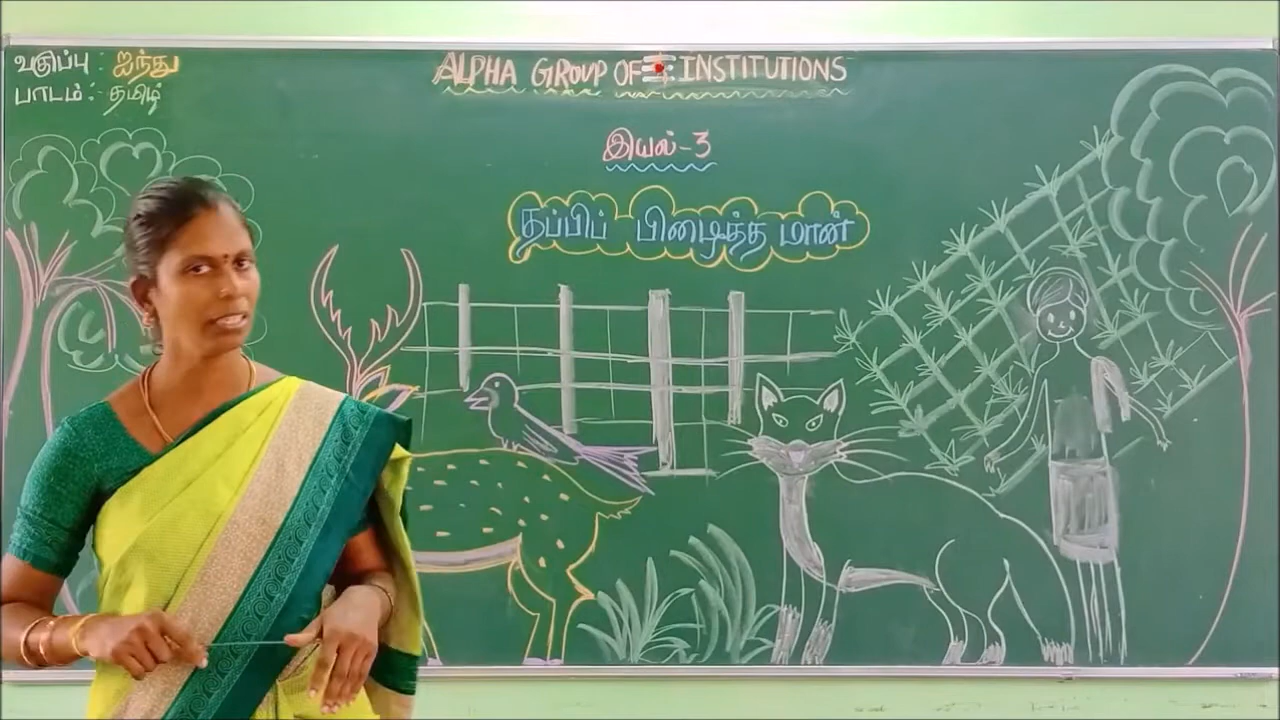 வகுப்பு : ஐந்து
பாடம் : தமிழ்
ALPHA GROUP OF INSTITUTIONS
இயல்-3
தப்பிப் பிழைத்த மான்